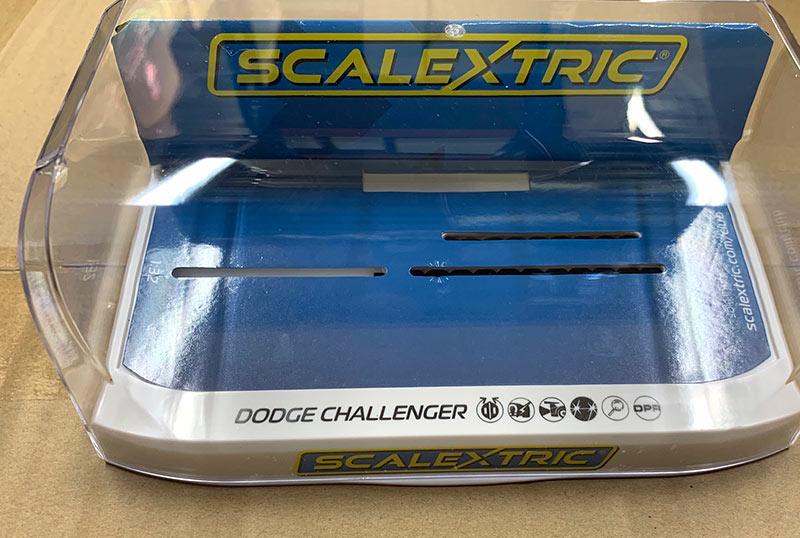 SCALEXTRIC®
1:32
scalextric.com/club
DODGE CHALLENGER DPR
SCALEXTRIC